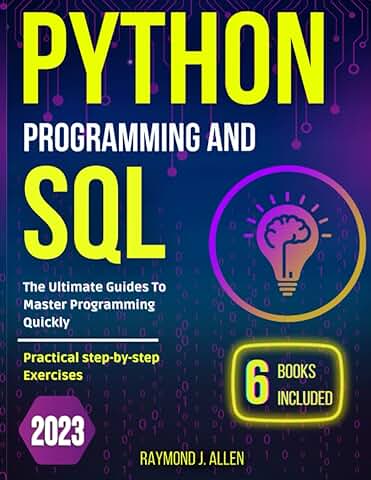 PYTHON
PROGRAMMING AND
SQL
The Ultimate Guides To
Master Programming
Quickly
Practical step-by-step
Exercises
6 BOOKS
INCLUDED
2023
RAYMOND J. ALLEN